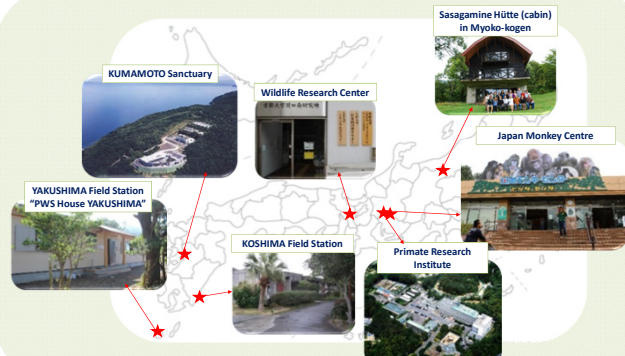 Sasagamine Hütte (cabin)
in Myoko-kogen
KUMAMOTO Sanctuary
Wildlife Research Center
Japan Monkey Centre
YAKUSHIMA Field Station
“PWS House YAKUSHIMA”
KOSHIMA Field Station
Primate Research
Institute